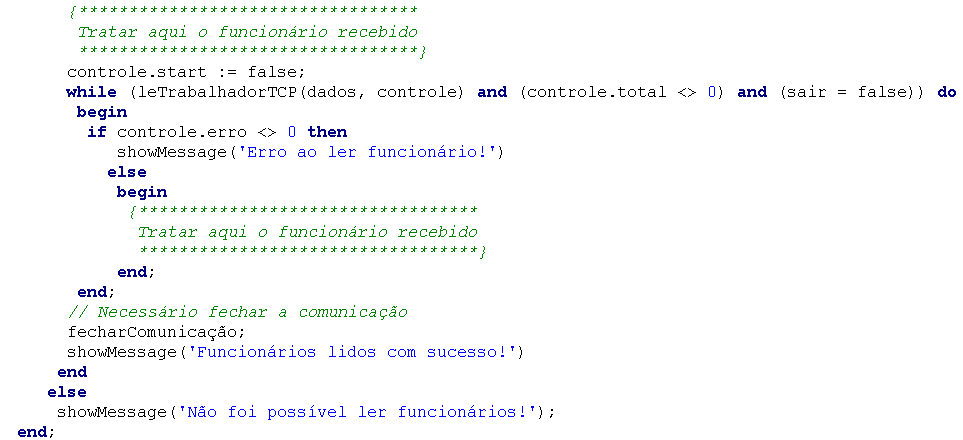 {**********************************
Tratar aqui o funcionário recebido
**********************************}
controle.start := false;
while (leTrabalhadorTCP(dados, controle) and (controle.total <> 0) and (sair = false)) do
begin
if controle.erro <> 0 then
showMessage('Erro ao ler funcionário!')
else
begin
{**********************************
Tratar aqui o funcionário recebido
**********************************}
end;
end;
// Necessário fechar a comunicação
fecharComunicação;
showMessage('Funcionários lidos com sucesso!')
end
else
showMessage('Não foi possível ler funcionários!');
end;